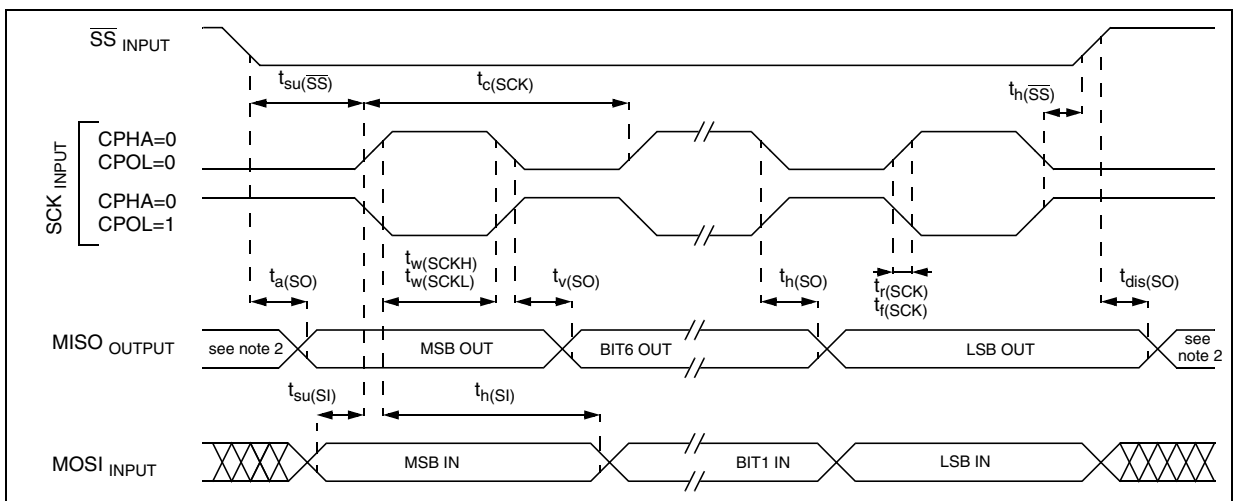 SS INPUT
tsu(SS)
tc(SCK)
th(SS)
SCK INPUT
CPHA=0
CPOL=0
CPHA=0
CPOL=1
ta(SO)
tw(SCKH)
tw(SCKL)
tv(SO)
th(SO)
tr(SCK)
tf(SCK)
tdis(SO)
MISO OUTPUT
see note 2
MSB OUT
BIT6 OUT
LSB OUT
see
note 2
tsu(SI)
th(SI)
MOSI INPUT
MSB IN
BIT1 IN
LSB IN